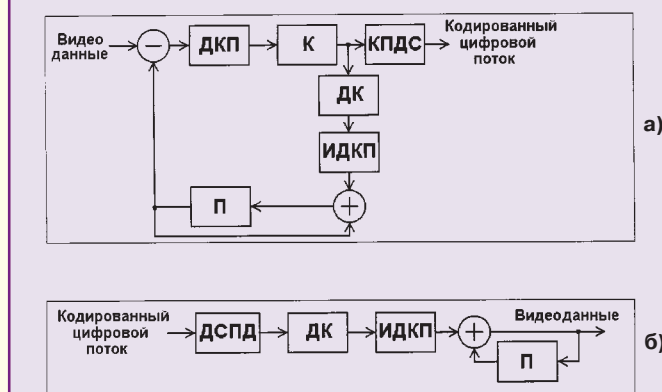 Видео
данные
−
ДКП
К
КПДС
Кодированный
цифровой
поток
ДК
ИДКП
П
+
а)
Кодированный
цифровой
поток
ДСПД
ДК
ИДКП
+
Видеоданные
П
б)